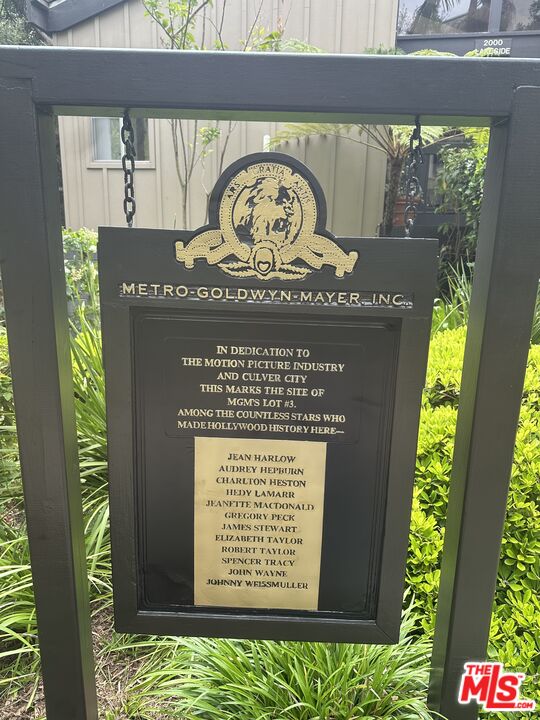 2000
LAKESIDE
ARS GRATIA ARTIS
METRO-GOLDWYN-MAYER, INC.
IN DEDICATION TO
THE MOTION PICTURE INDUSTRY
AND CULVER CITY
THIS MARKS THE SITE OF
MGM'S LOT #3.
AMONG THE COUNTLESS STARS WHO
MADE HOLLYWOOD HISTORY HERE—
JEAN HARLOW
AUDREY HEPBURN
CHARLTON HESTON
HEDY LAMARR
JEANETTE MACDONALD
GREGORY PECK
JAMES STEWART
ELIZABETH TAYLOR
ROBERT TAYLOR
SPENCER TRACY
JOHN WAYNE
JOHNNY WEISSMULLER
THE
MLS